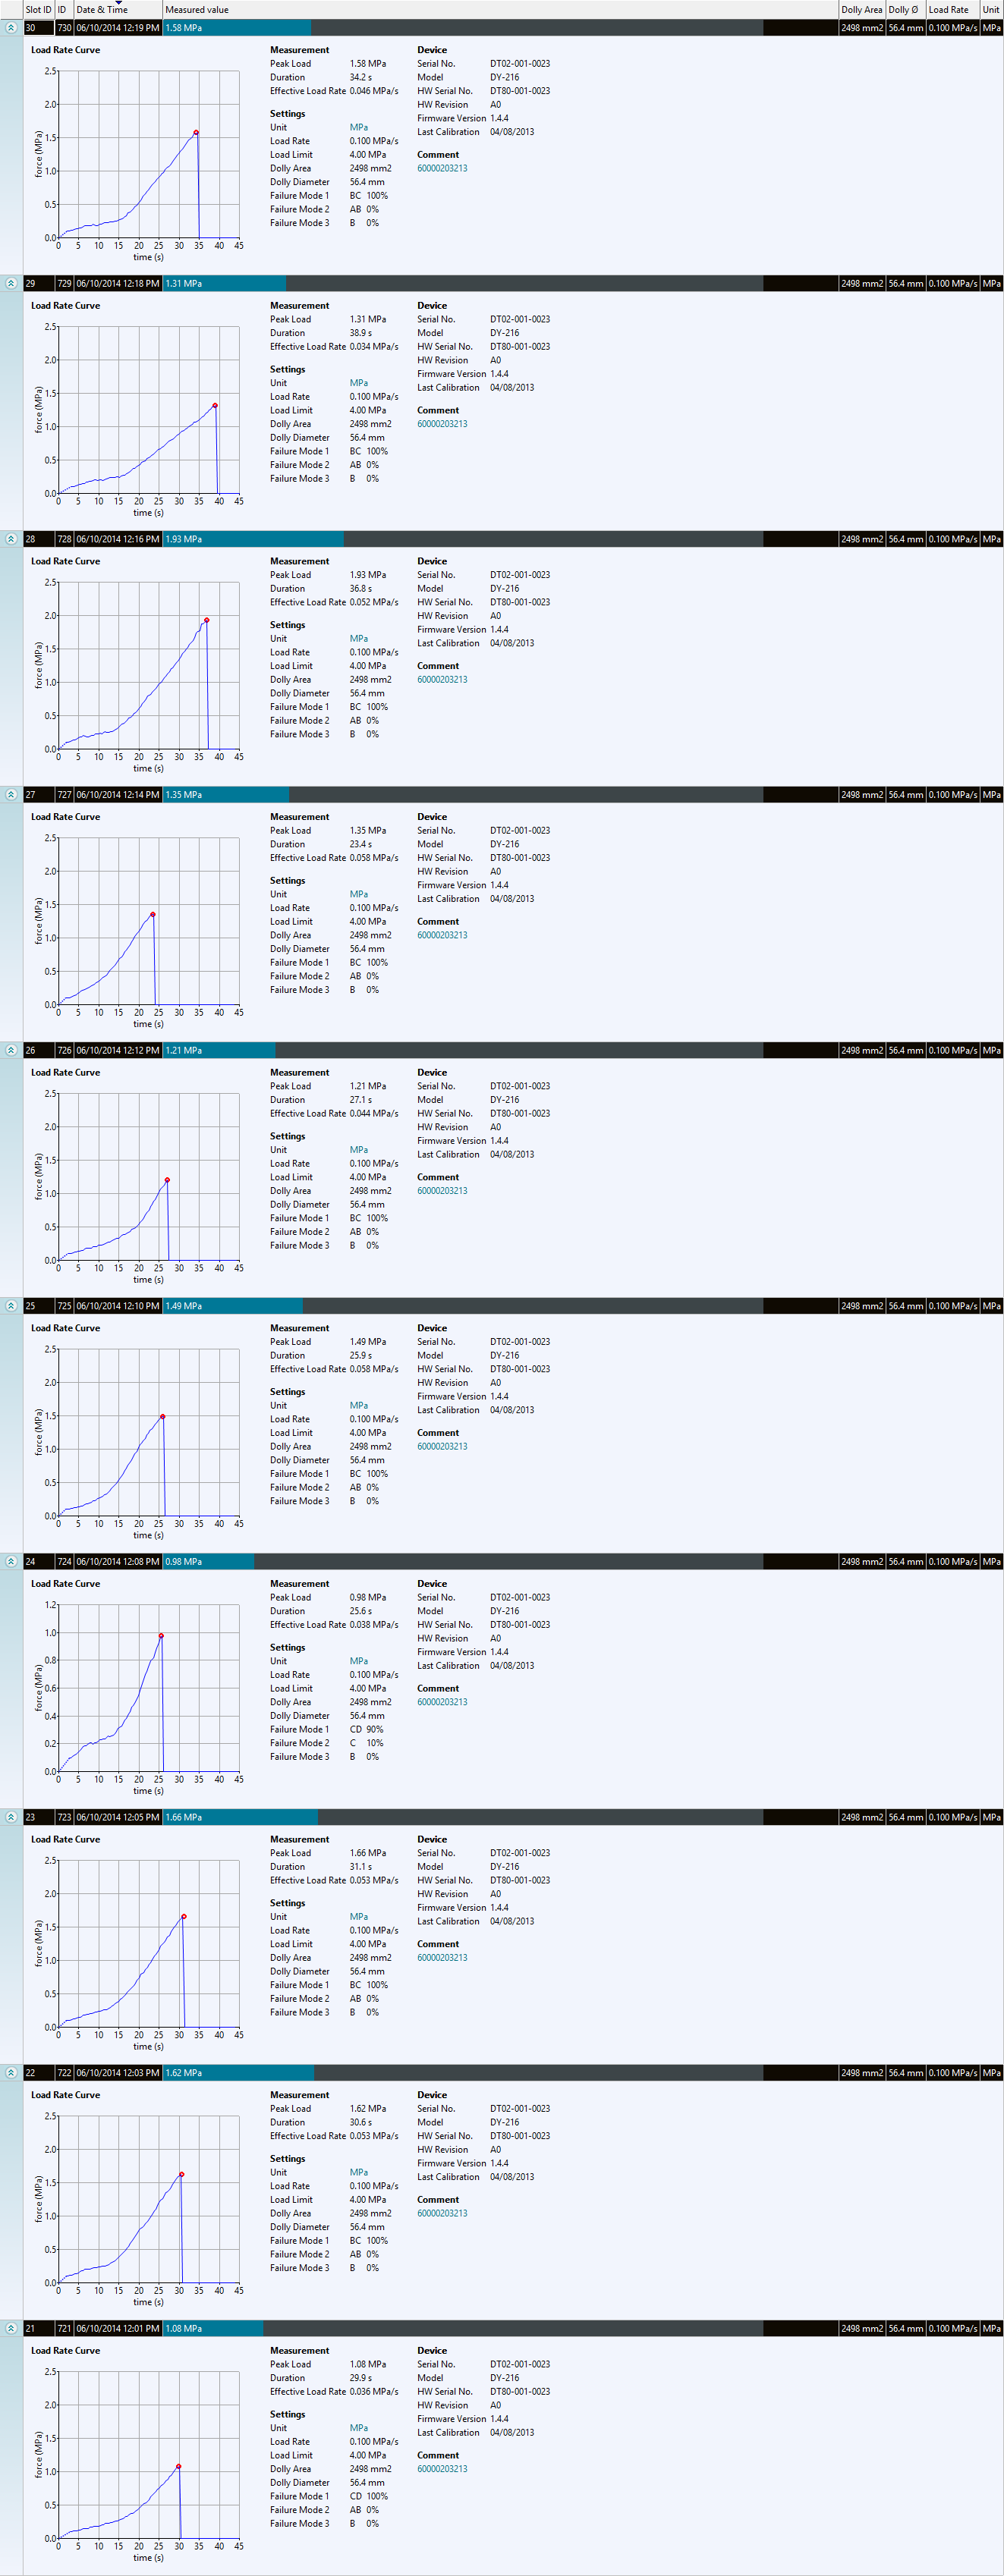 Slot ID ID Date & Time Measured value Dolly Area Dolly Ø Load Rate Unit
30 730 06/10/2014 12:19 PM 1.58 MPa 2498 mm2 56.4 mm 0.100 MPa/s MPa
Load Rate Curve Measurement Device
Peak Load 1.58 MPa Serial No. DT02-001-0023
2.5 Duration 34.2 s Model DY-216
Effective Load Rate 0.046 MPa/s HW Serial No. DT80-001-0023
2.0 HW Revision A0
Settings Firmware Version 1.4.4
Unit MPa Last Calibration 04/08/2013
1.5 Load Rate 0.100 MPa/s
Load Limit 4.00 MPa Comment
1.0 Dolly Area 2498 mm2 60000203213
Dolly Diameter 56.4 mm
Failure Mode 1 BC 100%
0.5 Failure Mode 2 AB 0%
Failure Mode 3 B 0%
force (MPa)
0.0
0 5 10 15 20 25 30 35 40 45
time (s)
29 729 06/10/2014 12:18 PM 1.31 MPa 2498 mm2 56.4 mm 0.100 MPa/s MPa
Load Rate Curve Measurement Device
Peak Load 1.31 MPa Serial No. DT02-001-0023
2.5 Duration 38.9 s Model DY-216
Effective Load Rate 0.034 MPa/s HW Serial No. DT80-001-0023
2.0 HW Revision A0
Settings Firmware Version 1.4.4
Unit MPa Last Calibration 04/08/2013
1.5 Load Rate 0.100 MPa/s
Load Limit 4.00 MPa Comment
1.0 Dolly Area 2498 mm2 60000203213
Dolly Diameter 56.4 mm
Failure Mode 1 BC 100%
0.5 Failure Mode 2 AB 0%
Failure Mode 3 B 0%
force (MPa)
0.0
0 5 10 15 20 25 30 35 40 45
time (s)
28 728 06/10/2014 12:16 PM 1.93 MPa 2498 mm2 56.4 mm 0.100 MPa/s MPa
Load Rate Curve Measurement Device
Peak Load 1.93 MPa Serial No. DT02-001-0023
2.5 Duration 36.8 s Model DY-216
Effective Load Rate 0.052 MPa/s HW Serial No. DT80-001-0023
2.0 HW Revision A0
Settings Firmware Version 1.4.4
Unit MPa Last Calibration 04/08/2013
1.5 Load Rate 0.100 MPa/s
Load Limit 4.00 MPa Comment
1.0 Dolly Area 2498 mm2 60000203213
Dolly Diameter 56.4 mm
Failure Mode 1 BC 100%
0.5 Failure Mode 2 AB 0%
Failure Mode 3 B 0%
force (MPa)
0.0
0 5 10 15 20 25 30 35 40 45
time (s)
27 727 06/10/2014 12:14 PM 1.35 MPa 2498 mm2 56.4 mm 0.100 MPa/s MPa
Load Rate Curve Measurement Device
Peak Load 1.35 MPa Serial No. DT02-001-0023
2.5 Duration 23.4 s Model DY-216
Effective Load Rate 0.058 MPa/s HW Serial No. DT80-001-0023
2.0 HW Revision A0
Settings Firmware Version 1.4.4
Unit MPa Last Calibration 04/08/2013
1.5 Load Rate 0.100 MPa/s
Load Limit 4.00 MPa Comment
1.0 Dolly Area 2498 mm2 60000203213
Dolly Diameter 56.4 mm
Failure Mode 1 BC 100%
0.5 Failure Mode 2 AB 0%
Failure Mode 3 B 0%
force (MPa)
0.0
0 5 10 15 20 25 30 35 40 45
time (s)
26 726 06/10/2014 12:12 PM 1.21 MPa 2498 mm2 56.4 mm 0.100 MPa/s MPa
Load Rate Curve Measurement Device
Peak Load 1.21 MPa Serial No. DT02-001-0023
2.5 Duration 27.1 s Model DY-216
Effective Load Rate 0.044 MPa/s HW Serial No. DT80-001-0023
2.0 HW Revision A0
Settings Firmware Version 1.4.4
Unit MPa Last Calibration 04/08/2013
1.5 Load Rate 0.100 MPa/s
Load Limit 4.00 MPa Comment
1.0 Dolly Area 2498 mm2 60000203213
Dolly Diameter 56.4 mm
Failure Mode 1 BC 100%
0.5 Failure Mode 2 AB 0%
Failure Mode 3 B 0%
force (MPa)
0.0
0 5 10 15 20 25 30 35 40 45
time (s)
25 725 06/10/2014 12:10 PM 1.49 MPa 2498 mm2 56.4 mm 0.100 MPa/s MPa
Load Rate Curve Measurement Device
Peak Load 1.49 MPa Serial No. DT02-001-0023
2.5 Duration 25.9 s Model DY-216
Effective Load Rate 0.058 MPa/s HW Serial No. DT80-001-0023
2.0 HW Revision A0
Settings Firmware Version 1.4.4
Unit MPa Last Calibration 04/08/2013
1.5 Load Rate 0.100 MPa/s
Load Limit 4.00 MPa Comment
1.0 Dolly Area 2498 mm2 60000203213
Dolly Diameter 56.4 mm
Failure Mode 1 BC 100%
0.5 Failure Mode 2 AB 0%
Failure Mode 3 B 0%
force (MPa)
0.0
0 5 10 15 20 25 30 35 40 45
time (s)
24 724 06/10/2014 12:08 PM 0.98 MPa 2498 mm2 56.4 mm 0.100 MPa/s MPa
Load Rate Curve Measurement Device
Peak Load 0.98 MPa Serial No. DT02-001-0023
1.2 Duration 25.6 s Model DY-216
Effective Load Rate 0.038 MPa/s HW Serial No. DT80-001-0023
1.0 HW Revision A0
Settings Firmware Version 1.4.4
0.8 Unit MPa Last Calibration 04/08/2013
Load Rate 0.100 MPa/s
0.6 Load Limit 4.00 MPa Comment
Dolly Area 2498 mm2 60000203213
0.4 Dolly Diameter 56.4 mm
Failure Mode 1 CD 90%
0.2 Failure Mode 2 C 10%
Failure Mode 3 B 0%
force (MPa)
0.0
0 5 10 15 20 25 30 35 40 45
time (s)
23 723 06/10/2014 12:05 PM 1.66 MPa 2498 mm2 56.4 mm 0.100 MPa/s MPa
Load Rate Curve Measurement Device
Peak Load 1.66 MPa Serial No. DT02-001-0023
2.5 Duration 31.1 s Model DY-216
Effective Load Rate 0.053 MPa/s HW Serial No. DT80-001-0023
2.0 HW Revision A0
Settings Firmware Version 1.4.4
Unit MPa Last Calibration 04/08/2013
1.5 Load Rate 0.100 MPa/s
Load Limit 4.00 MPa Comment
1.0 Dolly Area 2498 mm2 60000203213
Dolly Diameter 56.4 mm
Failure Mode 1 BC 100%
0.5 Failure Mode 2 AB 0%
Failure Mode 3 B 0%
force (MPa)
0.0
0 5 10 15 20 25 30 35 40 45
time (s)
22 722 06/10/2014 12:03 PM 1.62 MPa 2498 mm2 56.4 mm 0.100 MPa/s MPa
Load Rate Curve Measurement Device
Peak Load 1.62 MPa Serial No. DT02-001-0023
2.5 Duration 30.6 s Model DY-216
Effective Load Rate 0.053 MPa/s HW Serial No. DT80-001-0023
2.0 HW Revision A0
Settings Firmware Version 1.4.4
Unit MPa Last Calibration 04/08/2013
1.5 Load Rate 0.100 MPa/s
Load Limit 4.00 MPa Comment
1.0 Dolly Area 2498 mm2 60000203213
Dolly Diameter 56.4 mm
Failure Mode 1 BC 100%
0.5 Failure Mode 2 AB 0%
Failure Mode 3 B 0%
force (MPa)
0.0
0 5 10 15 20 25 30 35 40 45
time (s)
21 721 06/10/2014 12:01 PM 1.08 MPa 2498 mm2 56.4 mm 0.100 MPa/s MPa
Load Rate Curve Measurement Device
Peak Load 1.08 MPa Serial No. DT02-001-0023
2.5 Duration 29.9 s Model DY-216
Effective Load Rate 0.036 MPa/s HW Serial No. DT80-001-0023
2.0 HW Revision A0
Settings Firmware Version 1.4.4
Unit MPa Last Calibration 04/08/2013
1.5 Load Rate 0.100 MPa/s
Load Limit 4.00 MPa Comment
1.0 Dolly Area 2498 mm2 60000203213
Dolly Diameter 56.4 mm
Failure Mode 1 CD 100%
0.5 Failure Mode 2 AB 0%
Failure Mode 3 B 0%
force (MPa)
0.0
0 5 10 15 20 25 30 35 40 45
time (s)